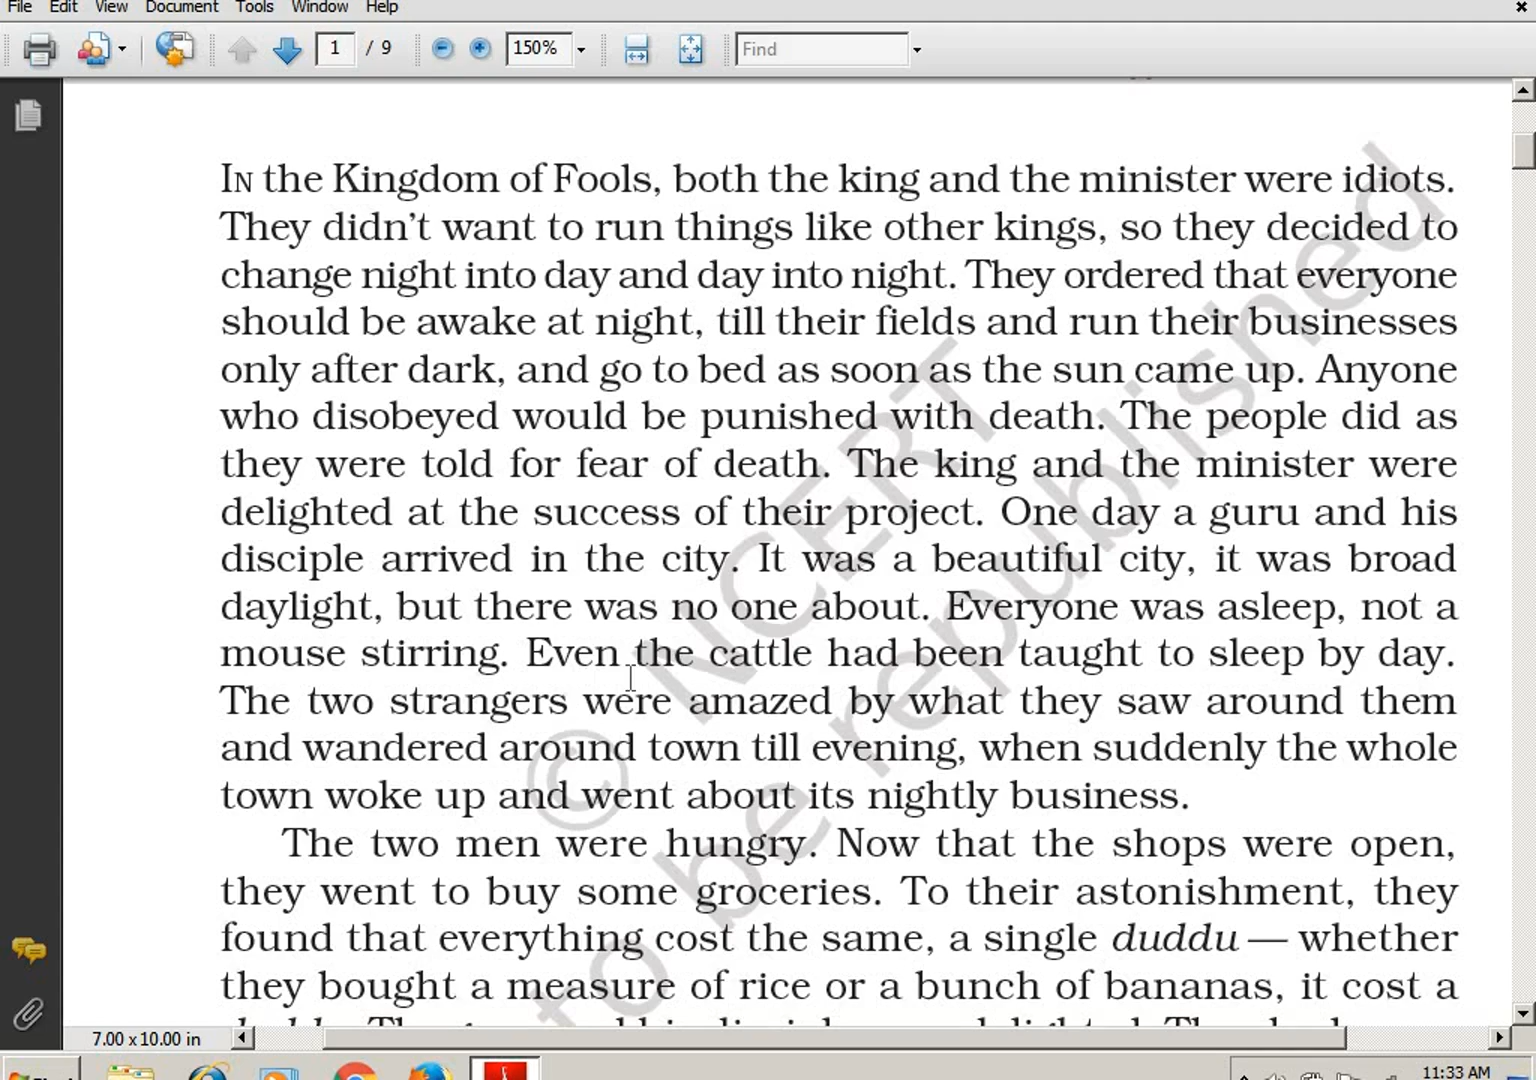 File Edit View Document Tools Window Help
1 / 9 150% Find
IN the Kingdom of Fools, both the king and the minister were idiots.
They didn't want to run things like other kings, so they decided to
change night into day and day into night. They ordered that everyone
should be awake at night, till their fields and run their businesses
only after dark, and go to bed as soon as the sun came up. Anyone
who disobeyed would be punished with death. The people did as
they were told for fear of death. The king and the minister were
delighted at the success of their project. One day a guru and his
disciple arrived in the city. It was a beautiful city, it was broad
daylight, but there was no one about. Everyone was asleep, not a
mouse stirring. Even the cattle had been taught to sleep by day.
The two strangers were amazed by what they saw around them
and wandered around town till evening, when suddenly the whole
town woke up and went about its nightly business.
The two men were hungry. Now that the shops were open,
they went to buy some groceries. To their astonishment, they
found that everything cost the same, a single duddu — whether
they bought a measure of rice or a bunch of bananas, it cost a
© NCERT
to be republished
7.00 x 10.00 in
11:33 AM